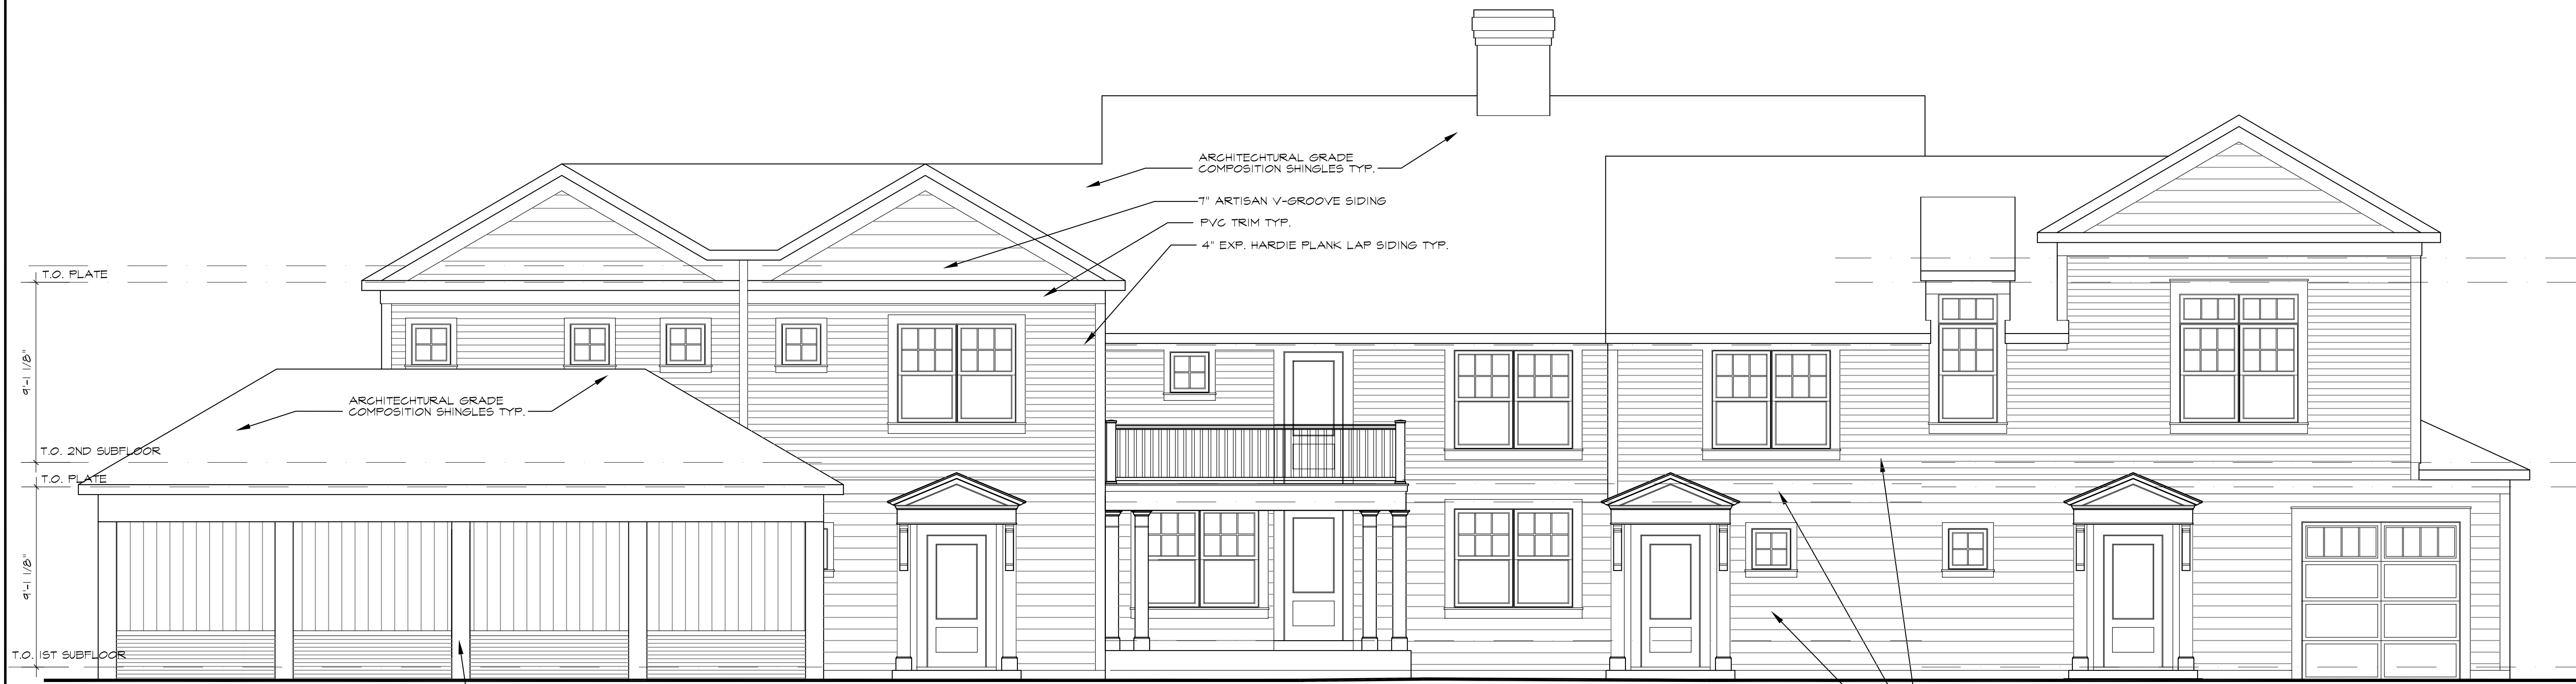 ARCHITECHTURAL GRADE
COMPOSITION SHINGLES TYP.
7" ARTISAN V-GROOVE SIDING
PVC TRIM TYP.
4" EXP. HARDIE PLANK LAP SIDING TYP.
T.O. PLATE
9'-1 1/8"
ARCHITECHTURAL GRADE
COMPOSITION SHINGLES TYP.
T.O. 2ND SUBFLOOR
T.O. PLATE
9'-1 1/8"
T.O. 1ST SUBFLOOR